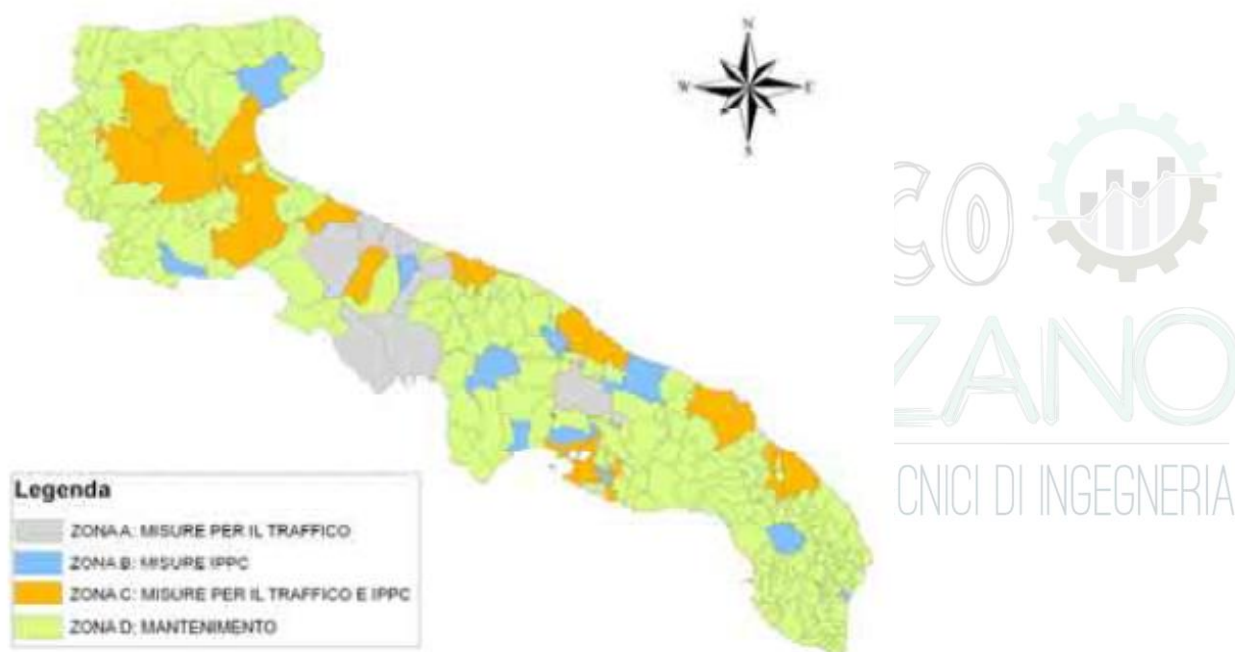 N
W E
S
CO
ZANO
CNICI DI INGEGNERIA
Legenda
ZONA A: MISURE PER IL TRAFFICO
ZONA B: MISURE IPPC
ZONA C: MISURE PER IL TRAFFICO E IPPC
ZONA D: MANTENIMENTO